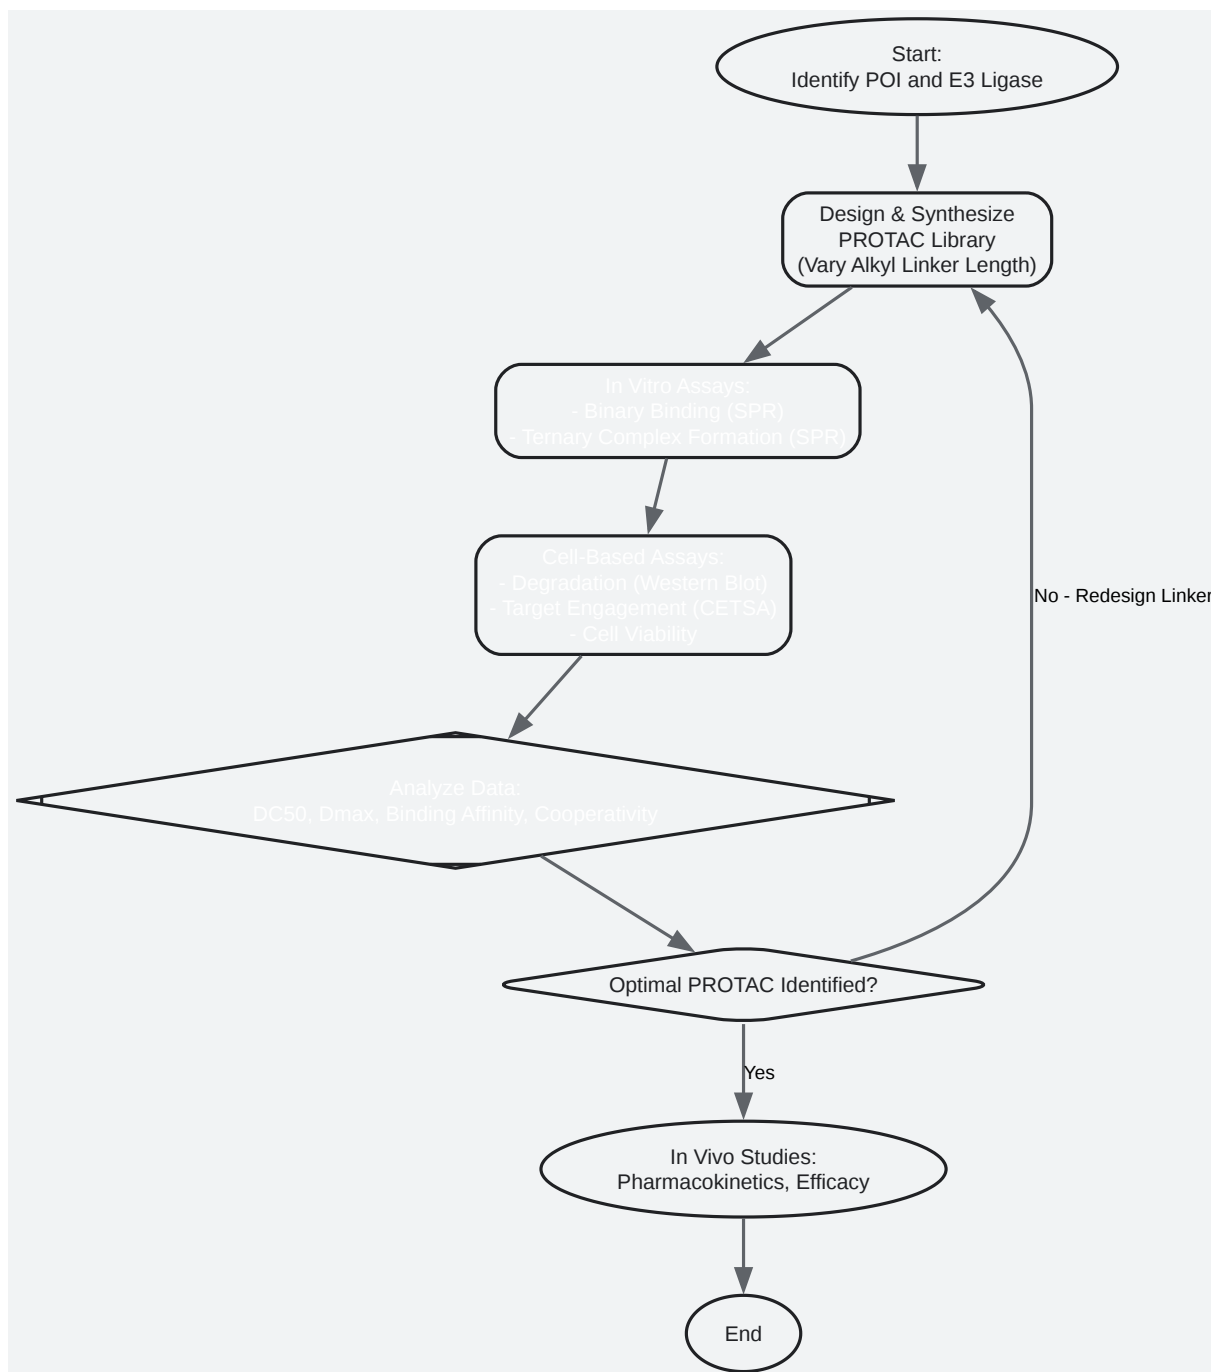 Start:
Identify POI and E3 Ligase
Design & Synthesize
PROTAC Library
(Vary Alkyl Linker Length)
In Vitro Assays:
- Binary Binding (SPR)
- Ternary Complex Formation (SPR)
Cell-Based Assays:
- Degradation (Western Blot)
- Target Engagement (CETSA)
- Cell Viability
No - Redesign Linker
Analyze Data:
DC50, Dmax, Binding Affinity, Cooperativity
Optimal PROTAC Identified?
Yes
In Vivo Studies:
Pharmacokinetics, Efficacy
End